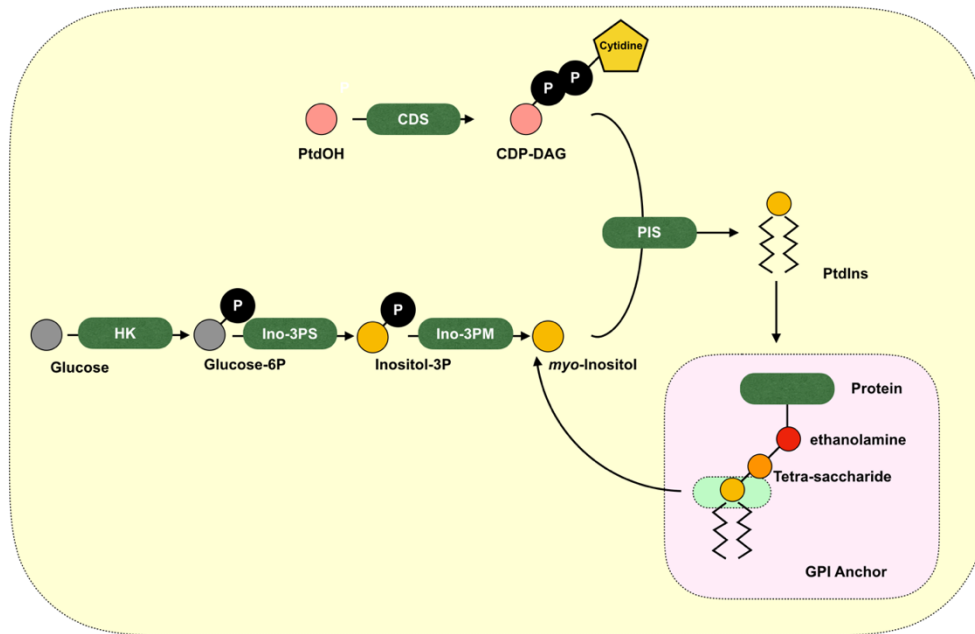 Cytidine
P
P
P
CDS
PtdOH
CDP-DAG
PIS
PtdIns
P
P
HK
Ino-3PS
Ino-3PM
Glucose
Glucose-6P
Inositol-3P
myo-Inositol
Protein
ethanolamine
Tetra-saccharide
GPI Anchor